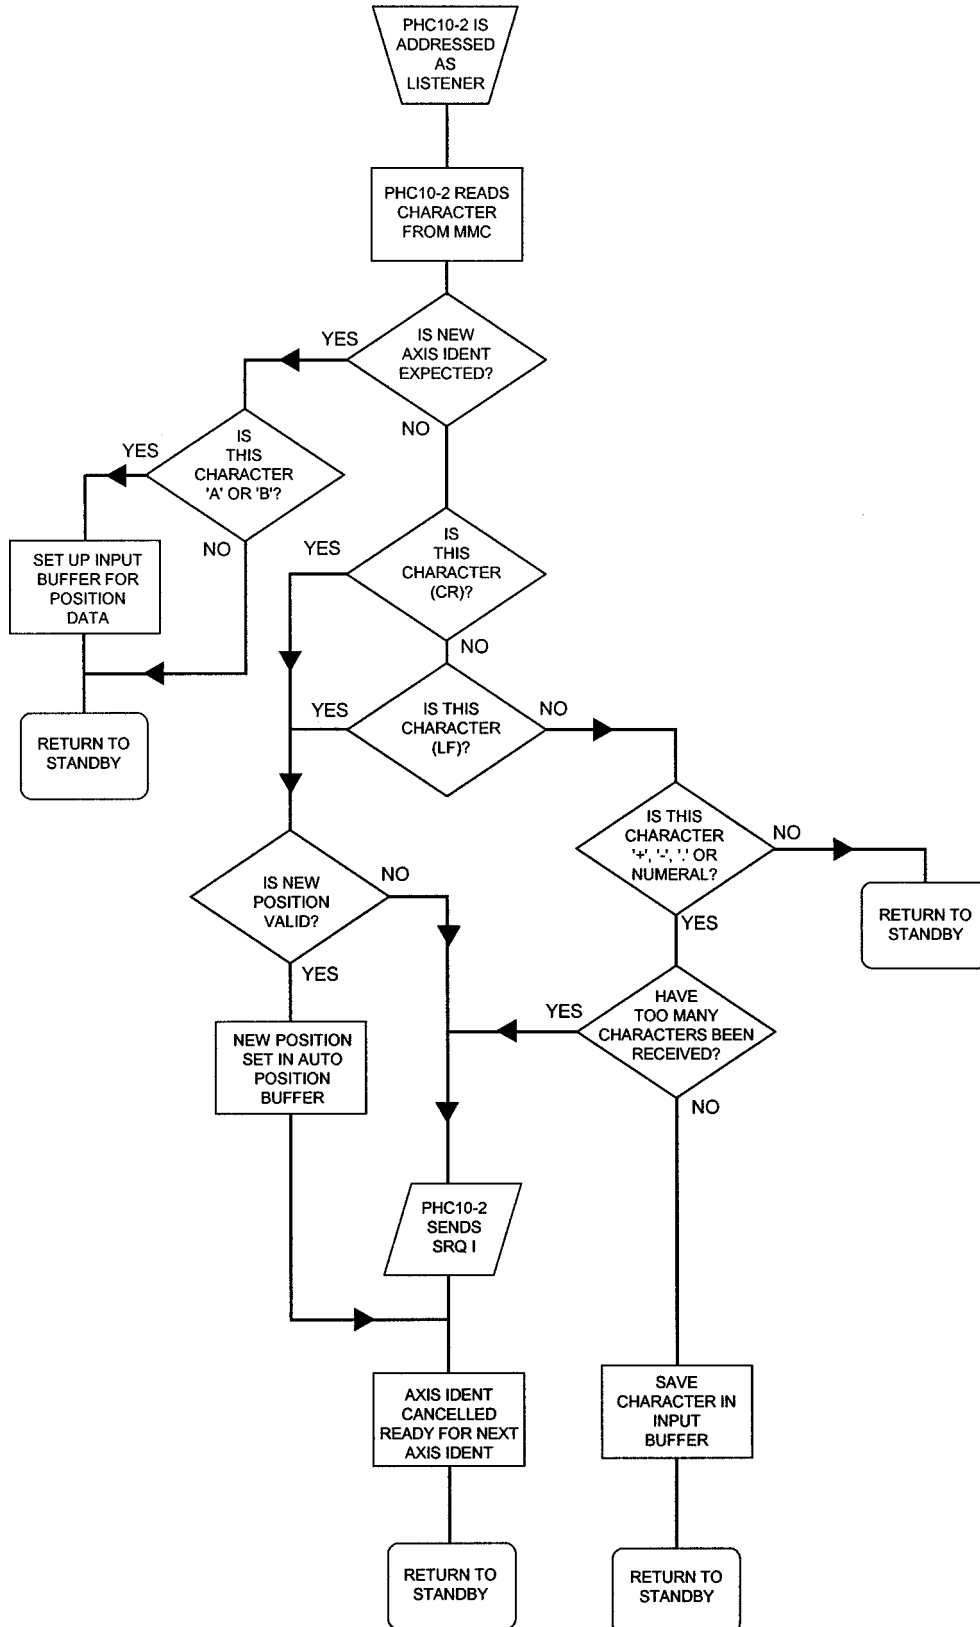 PHC10-2 IS
ADDRESSED
AS
LISTENER
PHC10-2 READS
CHARACTER
FROM MMC
YES
IS NEW
AXIS IDENT
EXPECTED?
NO
YES
IS
THIS
CHARACTER
'A' OR 'B'?
NO
SET UP INPUT
BUFFER FOR
POSITION
DATA
RETURN TO
STANDBY
YES
IS
THIS
CHARACTER
(CR)?
NO
YES
IS THIS
CHARACTER
(LF)?
NO
IS THIS
CHARACTER
'+', '-', '.' OR
NUMERAL?
NO
RETURN TO
STANDBY
YES
IS NEW
POSITION
VALID?
NO
YES
HAVE
TOO MANY
CHARACTERS BEEN
RECEIVED?
YES
NO
NEW POSITION
SET IN AUTO
POSITION
BUFFER
PHC10-2
SENDS
SRQ I
AXIS IDENT
CANCELLED
READY FOR NEXT
AXIS IDENT
SAVE
CHARACTER IN
INPUT
BUFFER
RETURN TO
STANDBY
RETURN TO
STANDBY